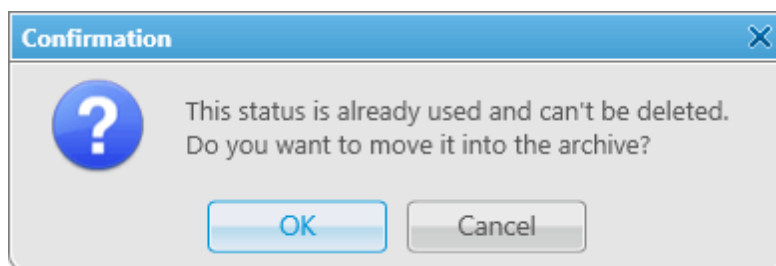 Confirmation
This status is already used and can't be deleted.
Do you want to move it into the archive?
OK
Cancel